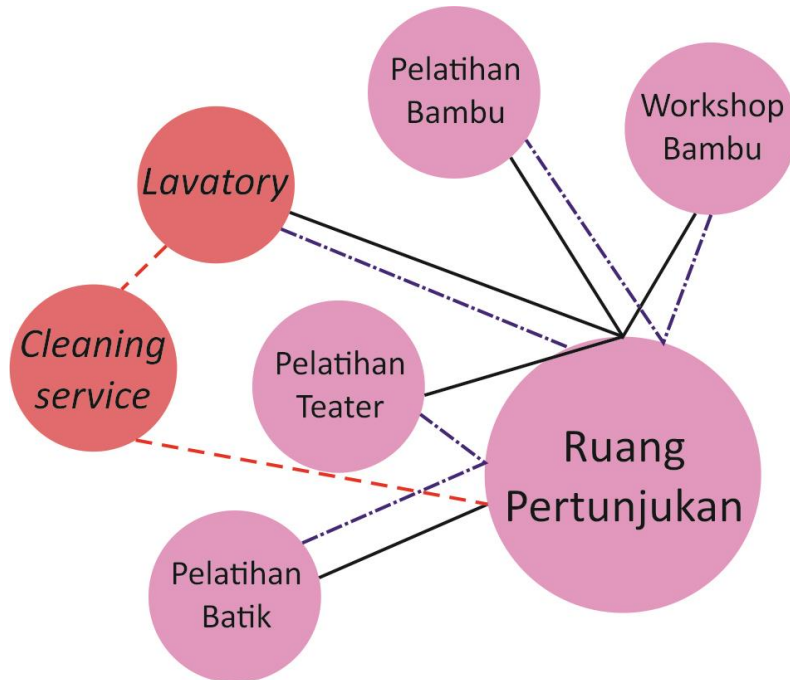 Pelatihan
Bambu
Workshop
Bambu
Lavatory
Cleaning
service
Pelatihan
Teater
Ruang
Pertunjukan
Pelatihan
Batik